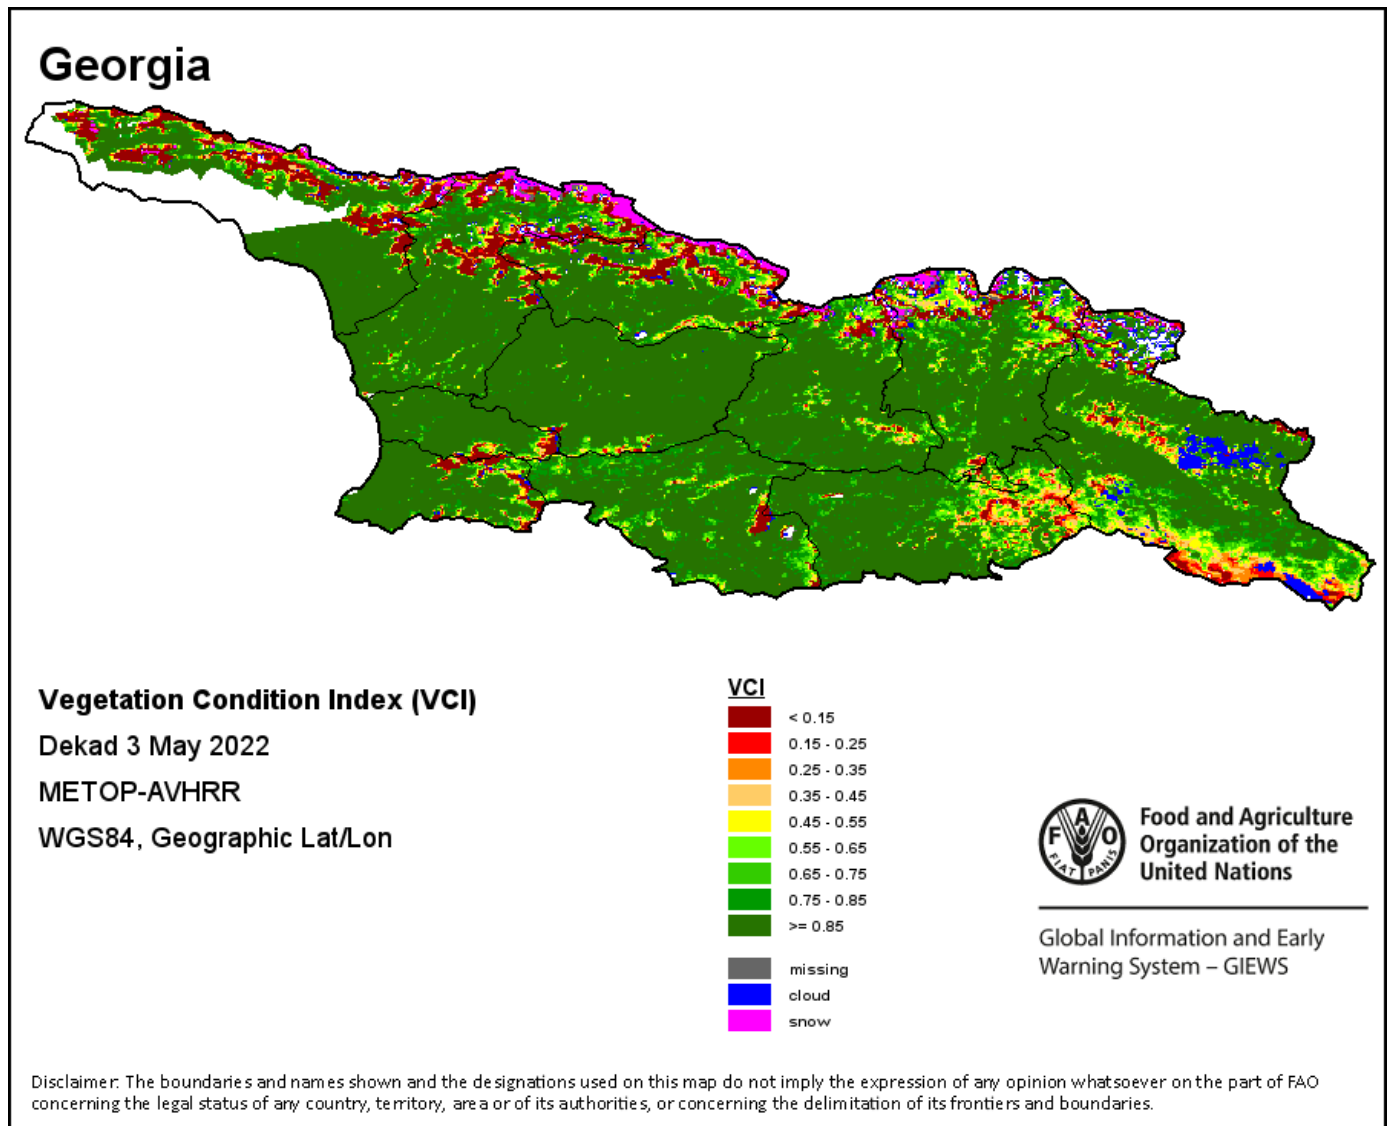 Georgia
Vegetation Condition Index (VCI)
Dekad 3 May 2022
METOP-AVHRR
WGS84, Geographic Lat/Lon
VCI
< 0.15
0.15 - 0.25
0.25 - 0.35
0.35 - 0.45
0.45 - 0.55
0.55 - 0.65
0.65 - 0.75
0.75 - 0.85
>= 0.85
missing
cloud
snow
F A O
FIAT PANIS
Food and Agriculture
Organization of the
United Nations
Global Information and Early
Warning System – GIEWS
Disclaimer: The boundaries and names shown and the designations used on this map do not imply the expression of any opinion whatsoever on the part of FAO
concerning the legal status of any country, territory, area or of its authorities, or concerning the delimitation of its frontiers and boundaries.